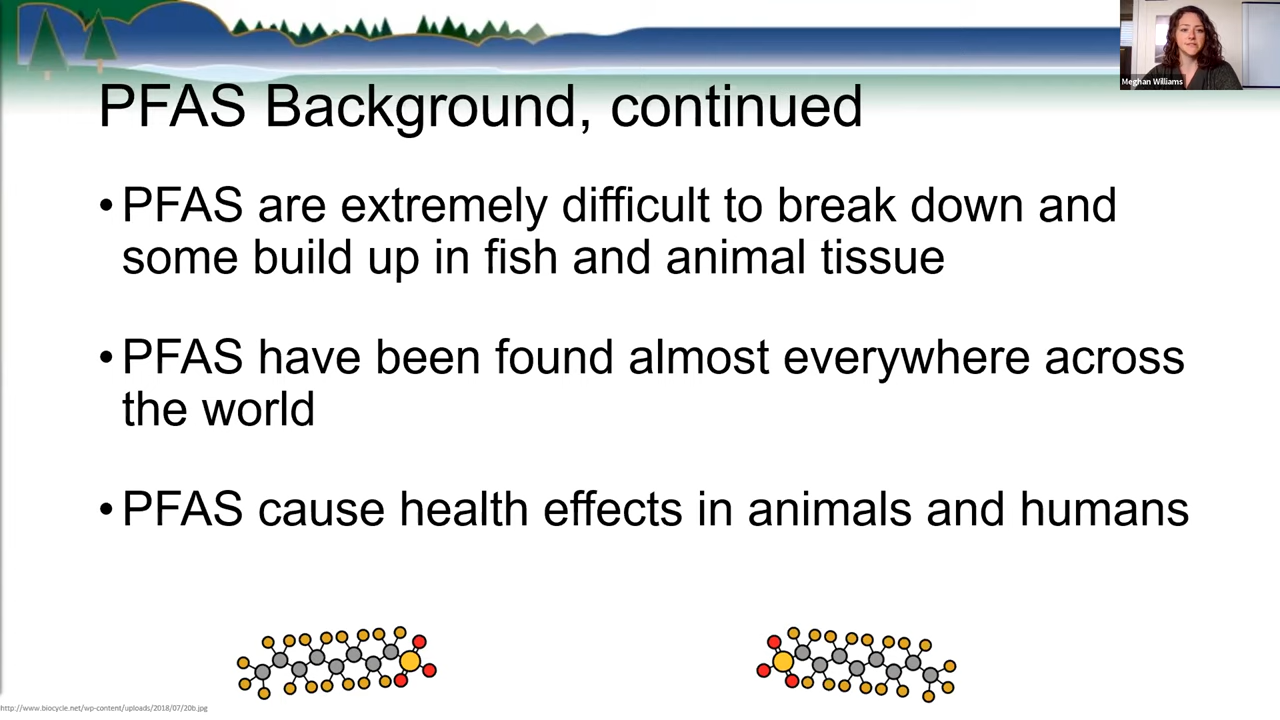 Meghan Williams
PFAS Background, continued
•PFAS are extremely difficult to break down and
some build up in fish and animal tissue
•PFAS have been found almost everywhere across
the world
•PFAS cause health effects in animals and humans
http://www.biocycle.net/wp-content/uploads/2018/07/20b.jpg